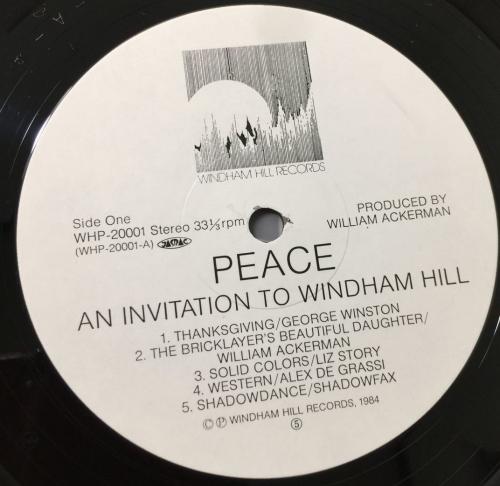 WINDHAM HILL RECORDS
Side One
WHP-20001 Stereo 33⅓rpm
(WHP-20001-A) JASRAC
PRODUCED BY
WILLIAM ACKERMAN
PEACE
AN INVITATION TO WINDHAM HILL
1. THANKSGIVING/GEORGE WINSTON
2. THE BRICKLAYER'S BEAUTIFUL DAUGHTER/
WILLIAM ACKERMAN
3. SOLID COLORS/LIZ STORY
4. WESTERN/ALEX DE GRASSI
5. SHADOWDANCE/SHADOWFAX
© ℗ WINDHAM HILL RECORDS, 1984
Ⓢ